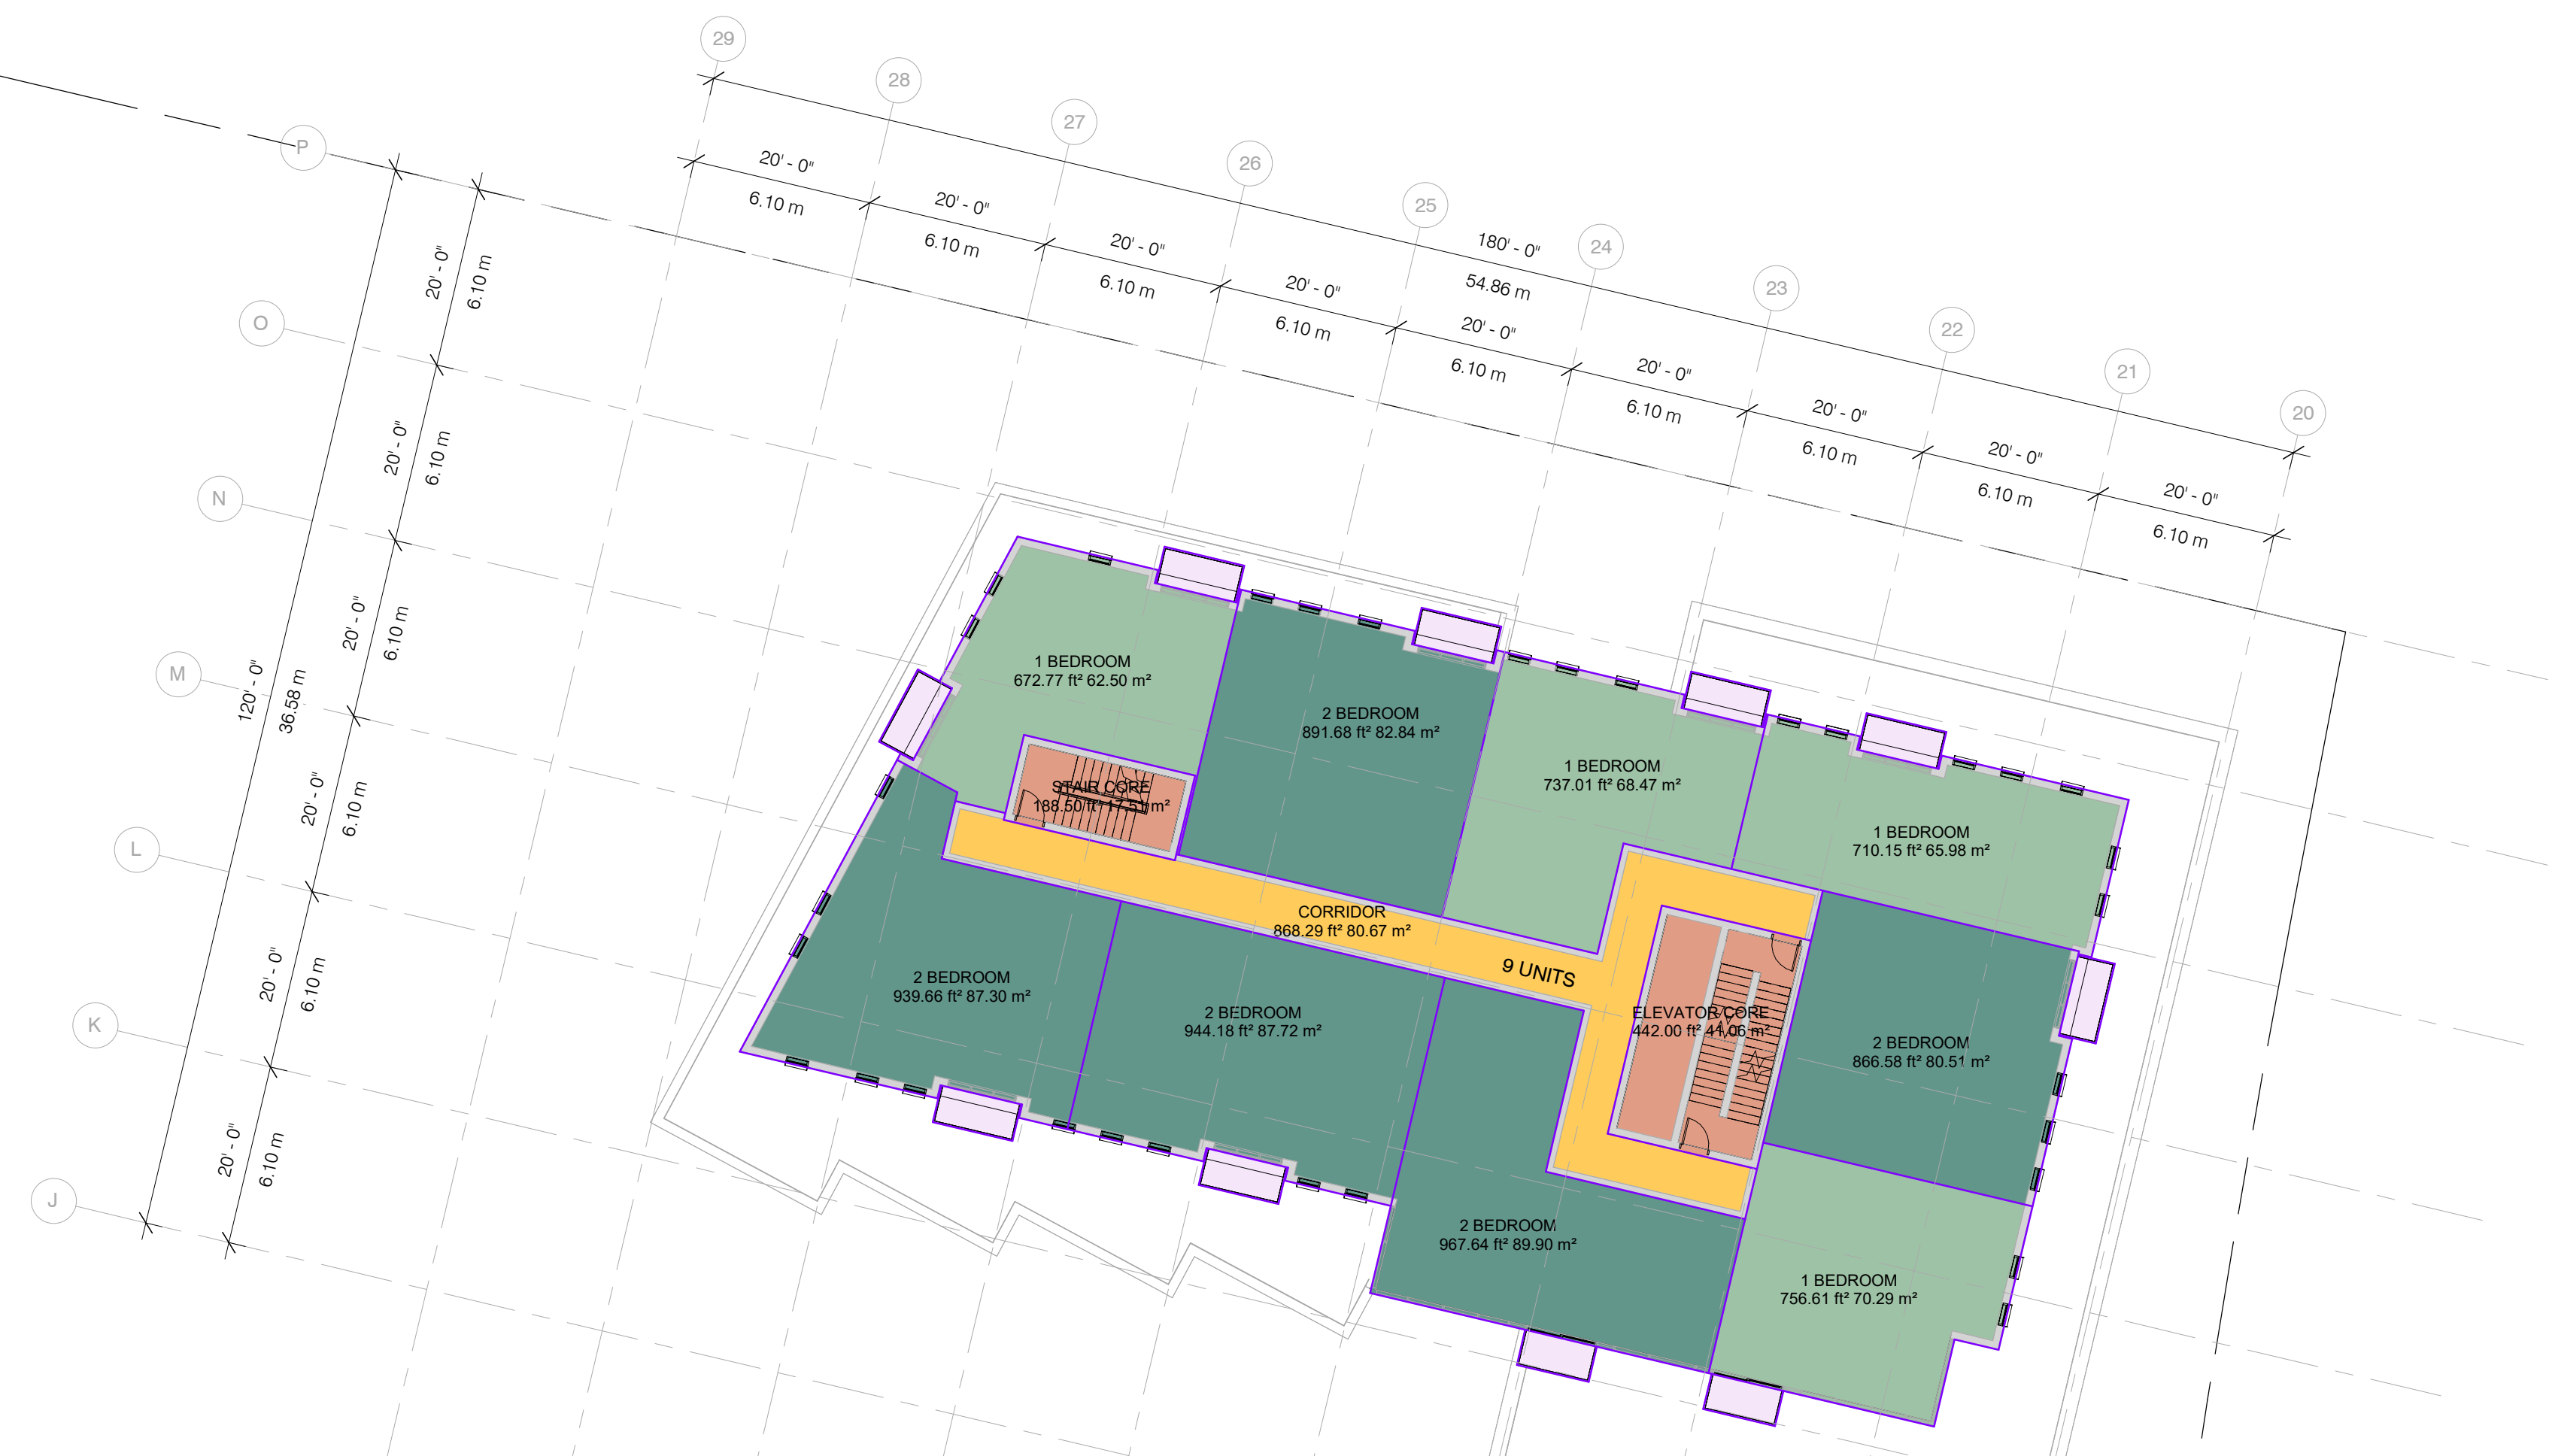 29
28
27
26
25
24
23
22
21
20
P
O
N
M
L
K
J
180' - 0"
54.86 m
20' - 0"
6.10 m
20' - 0"
6.10 m
20' - 0"
6.10 m
20' - 0"
6.10 m
20' - 0"
6.10 m
20' - 0"
6.10 m
20' - 0"
6.10 m
20' - 0"
6.10 m
20' - 0"
6.10 m
120' - 0"
36.58 m
20' - 0"
6.10 m
20' - 0"
6.10 m
20' - 0"
6.10 m
20' - 0"
6.10 m
20' - 0"
6.10 m
20' - 0"
6.10 m
1 BEDROOM
672.77 ft² 62.50 m²
2 BEDROOM
891.68 ft² 82.84 m²
1 BEDROOM
737.01 ft² 68.47 m²
1 BEDROOM
710.15 ft² 65.98 m²
STAIR CORE
188.50 ft² 17.51 m²
CORRIDOR
868.29 ft² 80.67 m²
9 UNITS
ELEVATOR CORE
442.00 ft² 41.06 m²
2 BEDROOM
939.66 ft² 87.30 m²
2 BEDROOM
944.18 ft² 87.72 m²
2 BEDROOM
866.58 ft² 80.51 m²
2 BEDROOM
967.64 ft² 89.90 m²
1 BEDROOM
756.61 ft² 70.29 m²